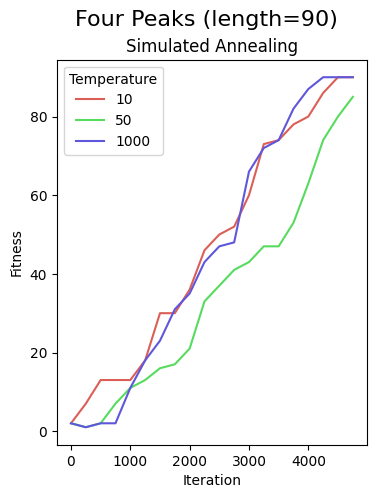 Four Peaks (length=90)
Simulated Annealing
Temperature
10
50
1000
80
60
40
20
0
Fitness
0 1000 2000 3000 4000
Iteration